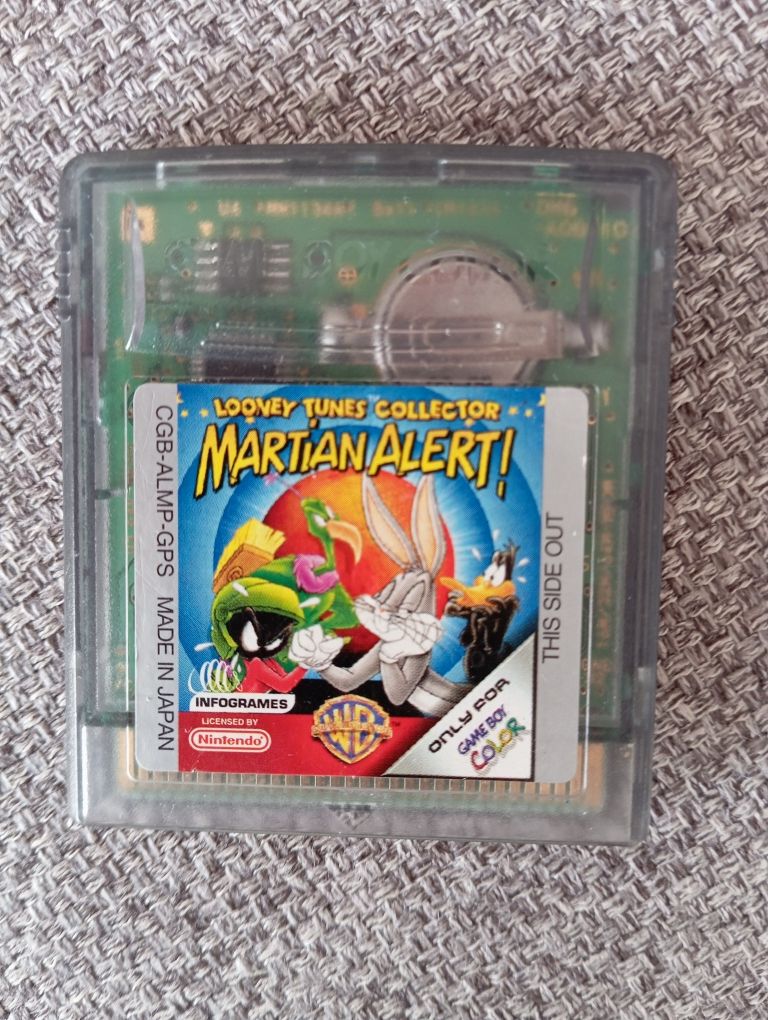 LOONEY TUNES COLLECTOR
MARTIAN ALERT!
CGB-ALMP-GPS MADE IN JAPAN
THIS SIDE OUT
INFOGRAMES
LICENSED BY
Nintendo
WB
ONLY FOR
GAME BOY
COLOR